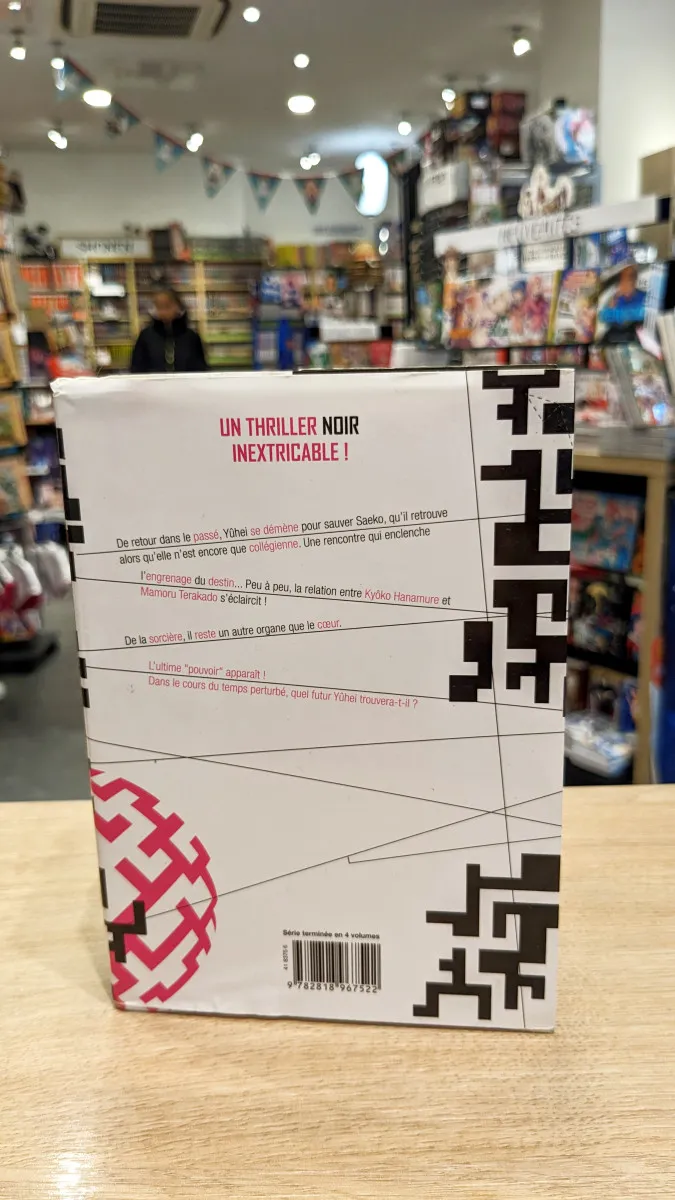 UN THRILLER NOIR
INEXTRICABLE !
De retour dans le passé, Yûhei se démène pour sauver Saeko, qu'il retrouve
alors qu'elle n'est encore que collégienne. Une rencontre qui enclenche
l'engrenage du destin... Peu à peu, la relation entre Kyôko Hanamure et
Mamoru Terakado s'éclaircit !
De la sorcière, il reste un autre organe que le cœur.
L'ultime "pouvoir" apparaît !
Dans le cours du temps perturbé, quel futur Yûhei trouvera-t-il ?
Série terminée en 4 volumes
9 782818 967522